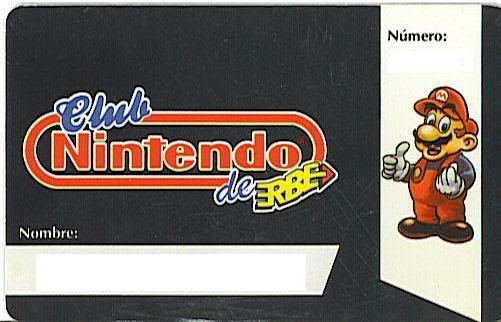 Número:
Club
Nintendo®
de ERBE
Nombre:
M